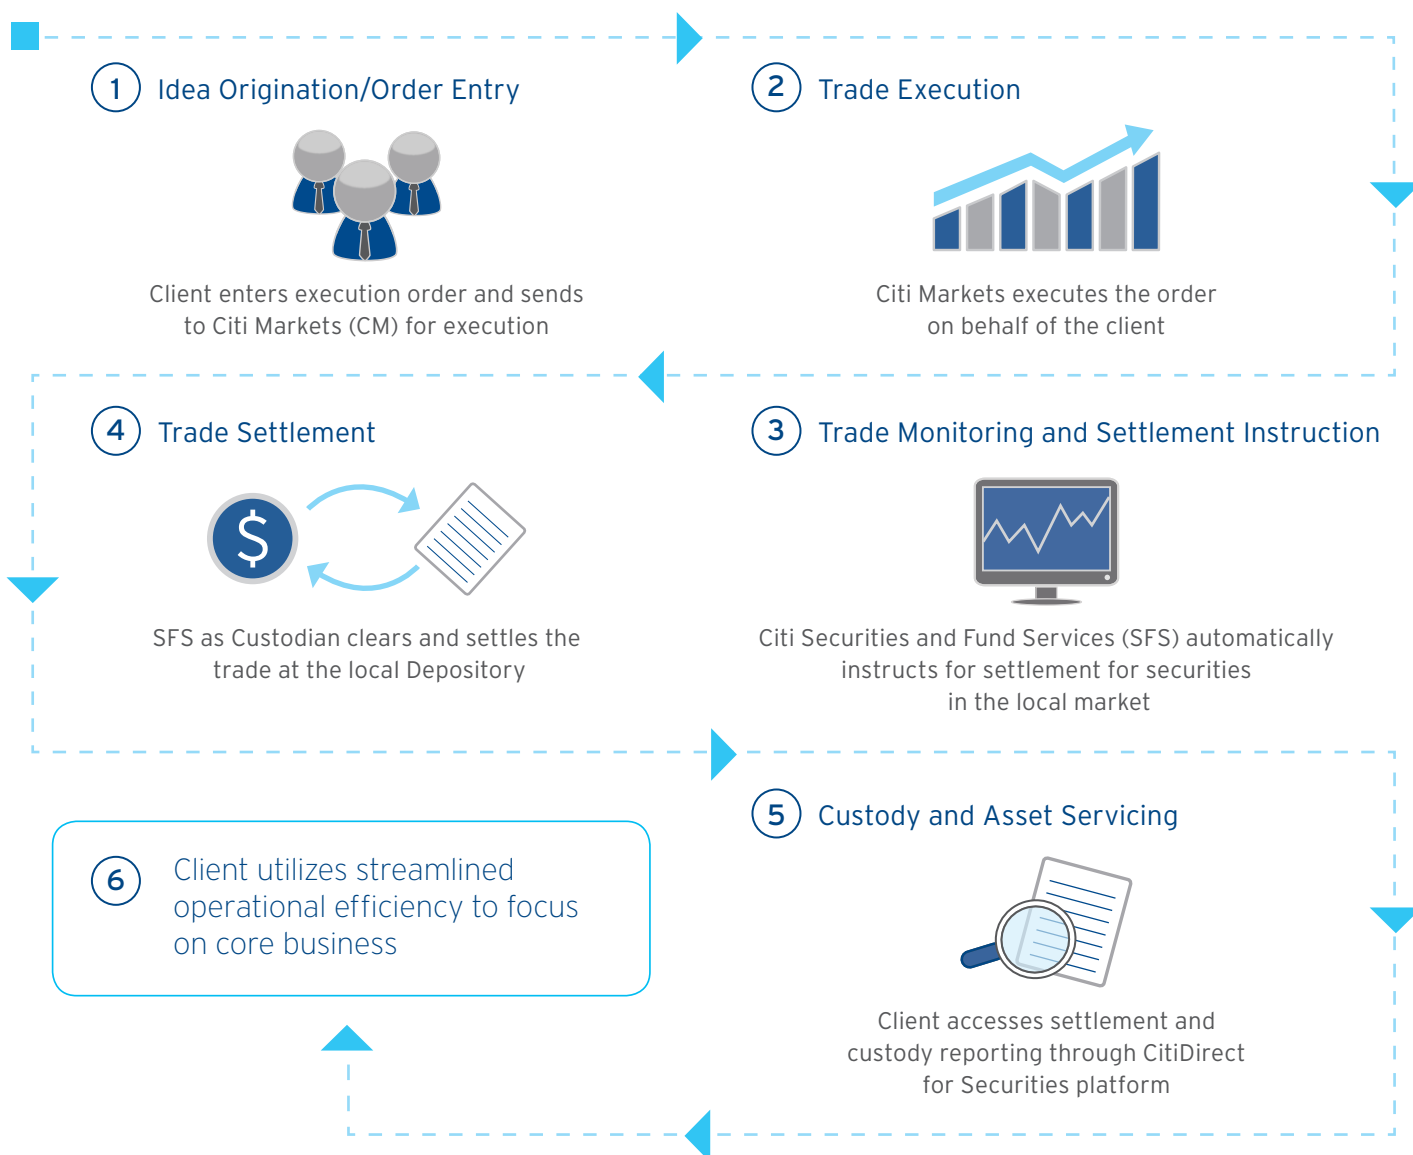 1 Idea Origination/Order Entry
Client enters execution order and sends
to Citi Markets (CM) for execution
2 Trade Execution
Citi Markets executes the order
on behalf of the client
3 Trade Monitoring and Settlement Instruction
Citi Securities and Fund Services (SFS) automatically
instructs for settlement for securities
in the local market
4 Trade Settlement
$
SFS as Custodian clears and settles the
trade at the local Depository
5 Custody and Asset Servicing
Client accesses settlement and
custody reporting through CitiDirect
for Securities platform
6 Client utilizes streamlined
operational efficiency to focus
on core business